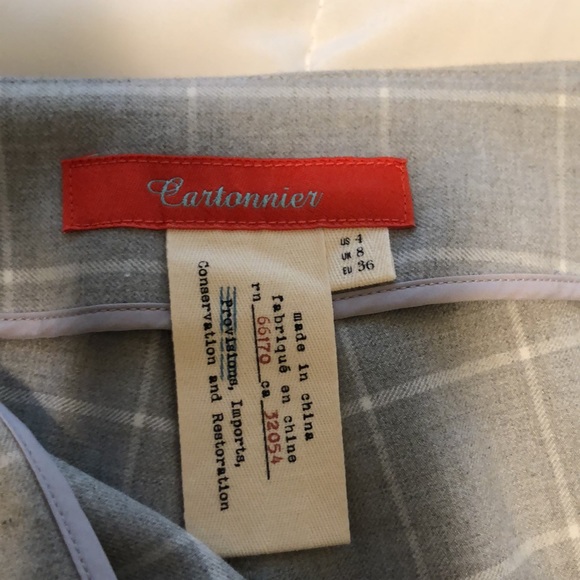 Cartonnier
US 4
UK 8
EU 36
made in china
fabriqué en chine
rn 66170 ca 32054
Provisions, Imports,
Conservation and Restoration